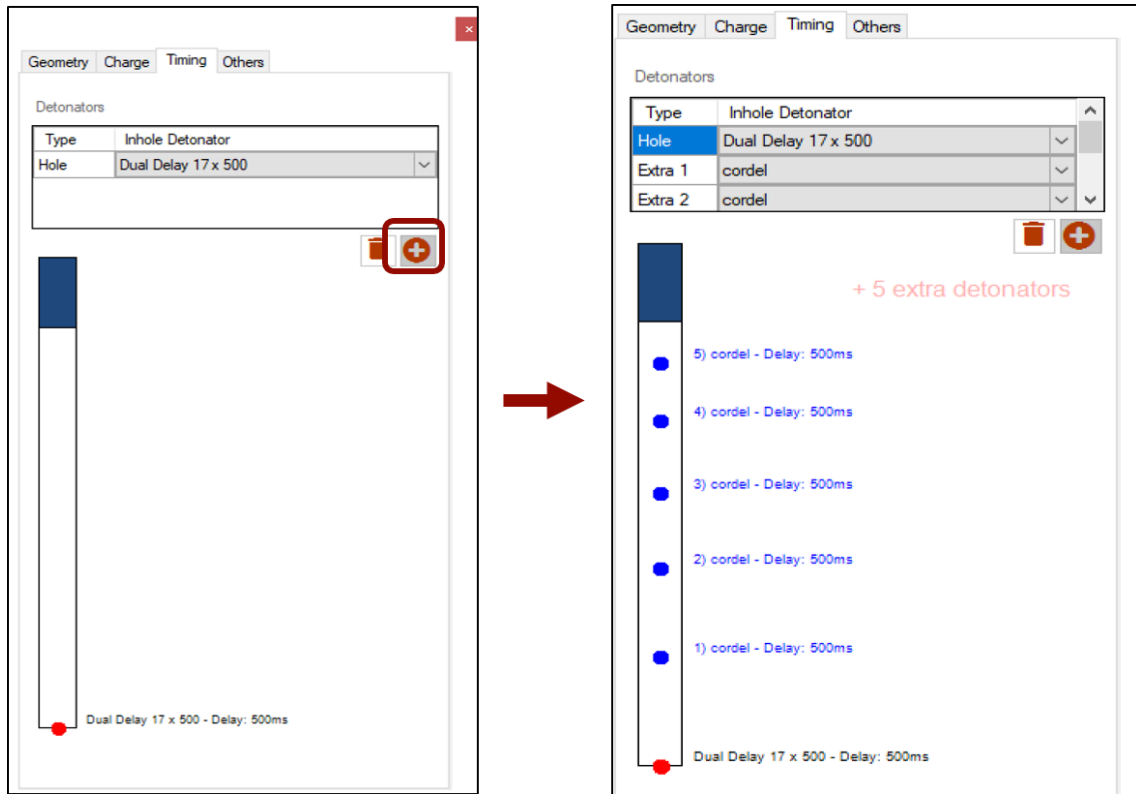 Geometry Charge Timing Others
Detonators
Type Inhole Detonator
Hole Dual Delay 17 x 500
Dual Delay 17 x 500 - Delay: 500ms
Geometry Charge Timing Others
Detonators
Type Inhole Detonator
Hole Dual Delay 17 x 500
Extra 1 cordel
Extra 2 cordel
+ 5 extra detonators
5) cordel - Delay: 500ms
4) cordel - Delay: 500ms
3) cordel - Delay: 500ms
2) cordel - Delay: 500ms
1) cordel - Delay: 500ms
Dual Delay 17 x 500 - Delay: 500ms